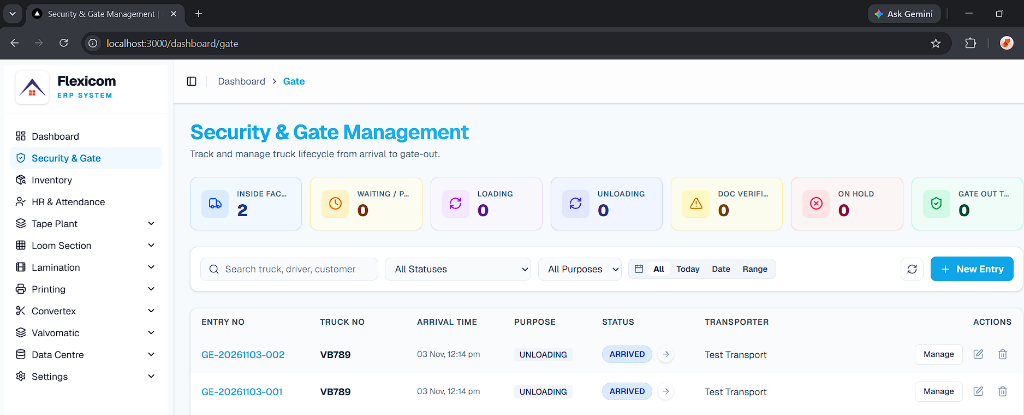 Security & Gate Management |
Ask Gemini
localhost:3000/dashboard/gate
Flexicom
ERP SYSTEM
Dashboard
Security & Gate
Inventory
HR & Attendance
Tape Plant
Loom Section
Lamination
Printing
Convertex
Valvomatic
Data Centre
Settings
Dashboard > Gate
Security & Gate Management
Track and manage truck lifecycle from arrival to gate-out.
INSIDE FAC...
2
WAITING / P...
0
LOADING
0
UNLOADING
0
DOC VERIFI...
0
ON HOLD
0
GATE OUT T...
0
Search truck, driver, customer
All Statuses
All Purposes
All Today Date Range
+ New Entry
ENTRY NO TRUCK NO ARRIVAL TIME PURPOSE STATUS TRANSPORTER ACTIONS
GE-20261103-002 VB789 03 Nov, 12:14 pm UNLOADING ARRIVED Test Transport Manage
GE-20261103-001 VB789 03 Nov, 12:14 pm UNLOADING ARRIVED Test Transport Manage